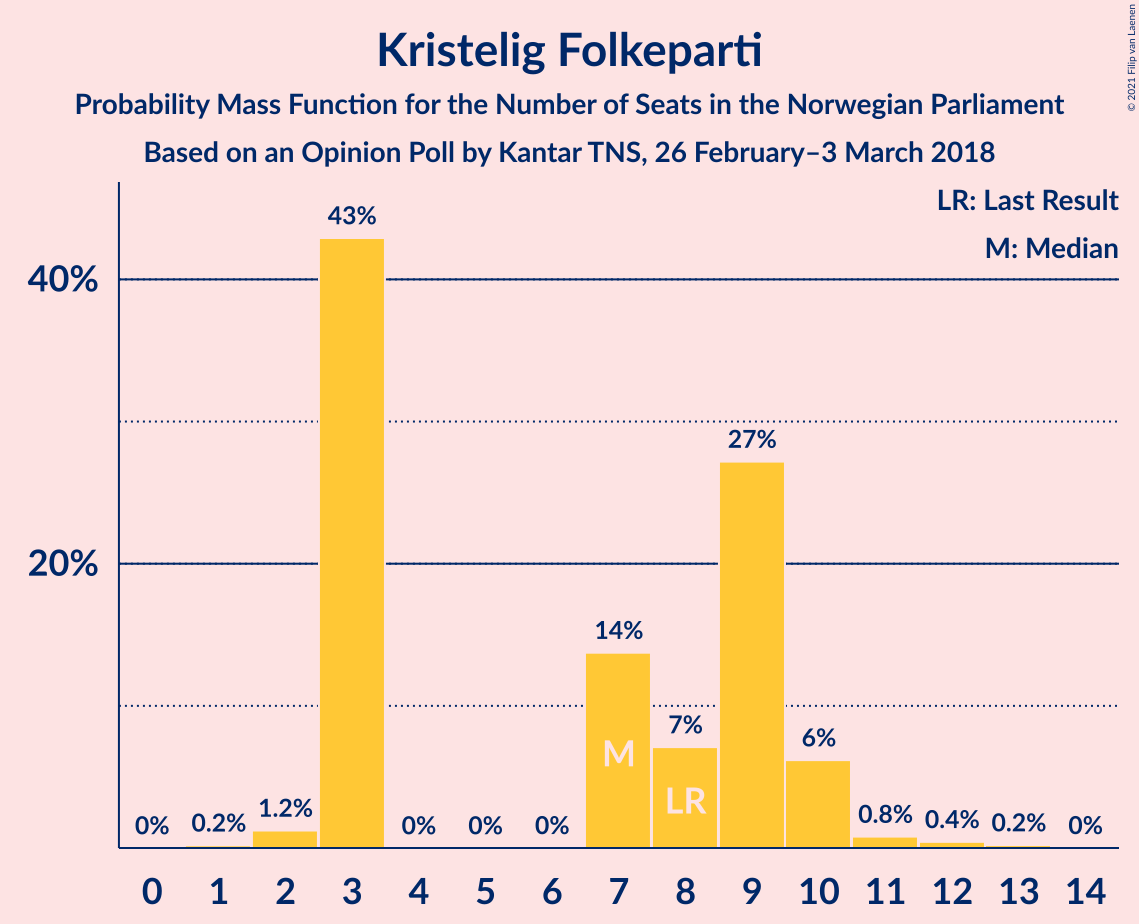 Kristelig Folkeparti
Probability Mass Function for the Number of Seats in the Norwegian Parliament
Based on an Opinion Poll by Kantar TNS, 26 February–3 March 2018
© 2021 Filip van Laenen
LR: Last Result
M: Median
43%
40%
27%
20%
14%
7%
6%
M
LR
0%
0.2%
1.2%
0%
0%
0%
0.8%
0.4%
0.2%
0%
0 1 2 3 4 5 6 7 8 9 10 11 12 13 14